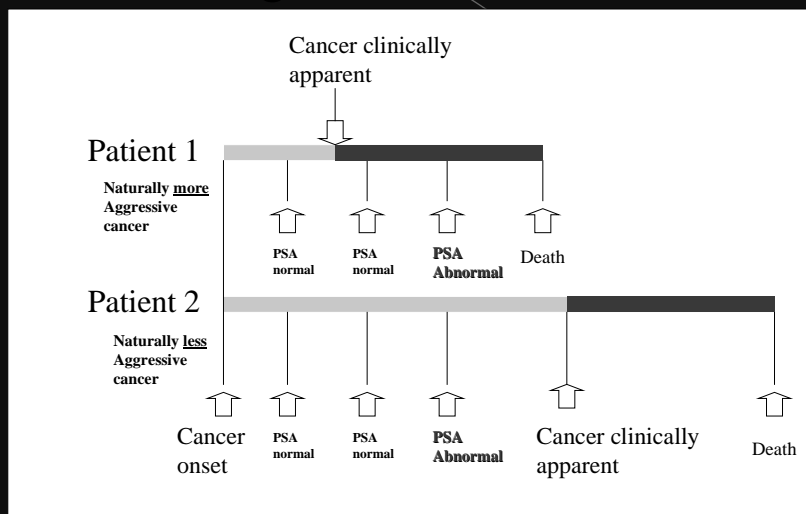 Cancer clinically
apparent
Patient 1
Naturally more
Aggressive
cancer
PSA
normal
PSA
normal
PSA
Abnormal
Death
Patient 2
Naturally less
Aggressive
cancer
Cancer
onset
PSA
normal
PSA
normal
PSA
Abnormal
Cancer clinically
apparent
Death